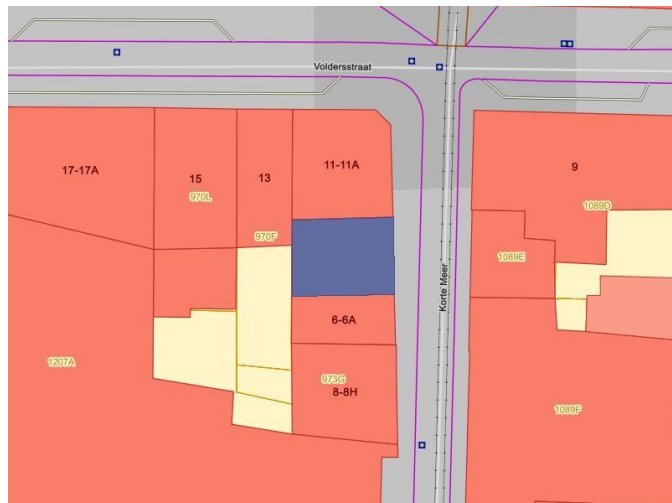 Voldersstraat
17-17A
15
13
11-11A
9
970L
970F
1089D
1089E
Korte Meer
6-6A
1207A
973G
8-8H
1089F